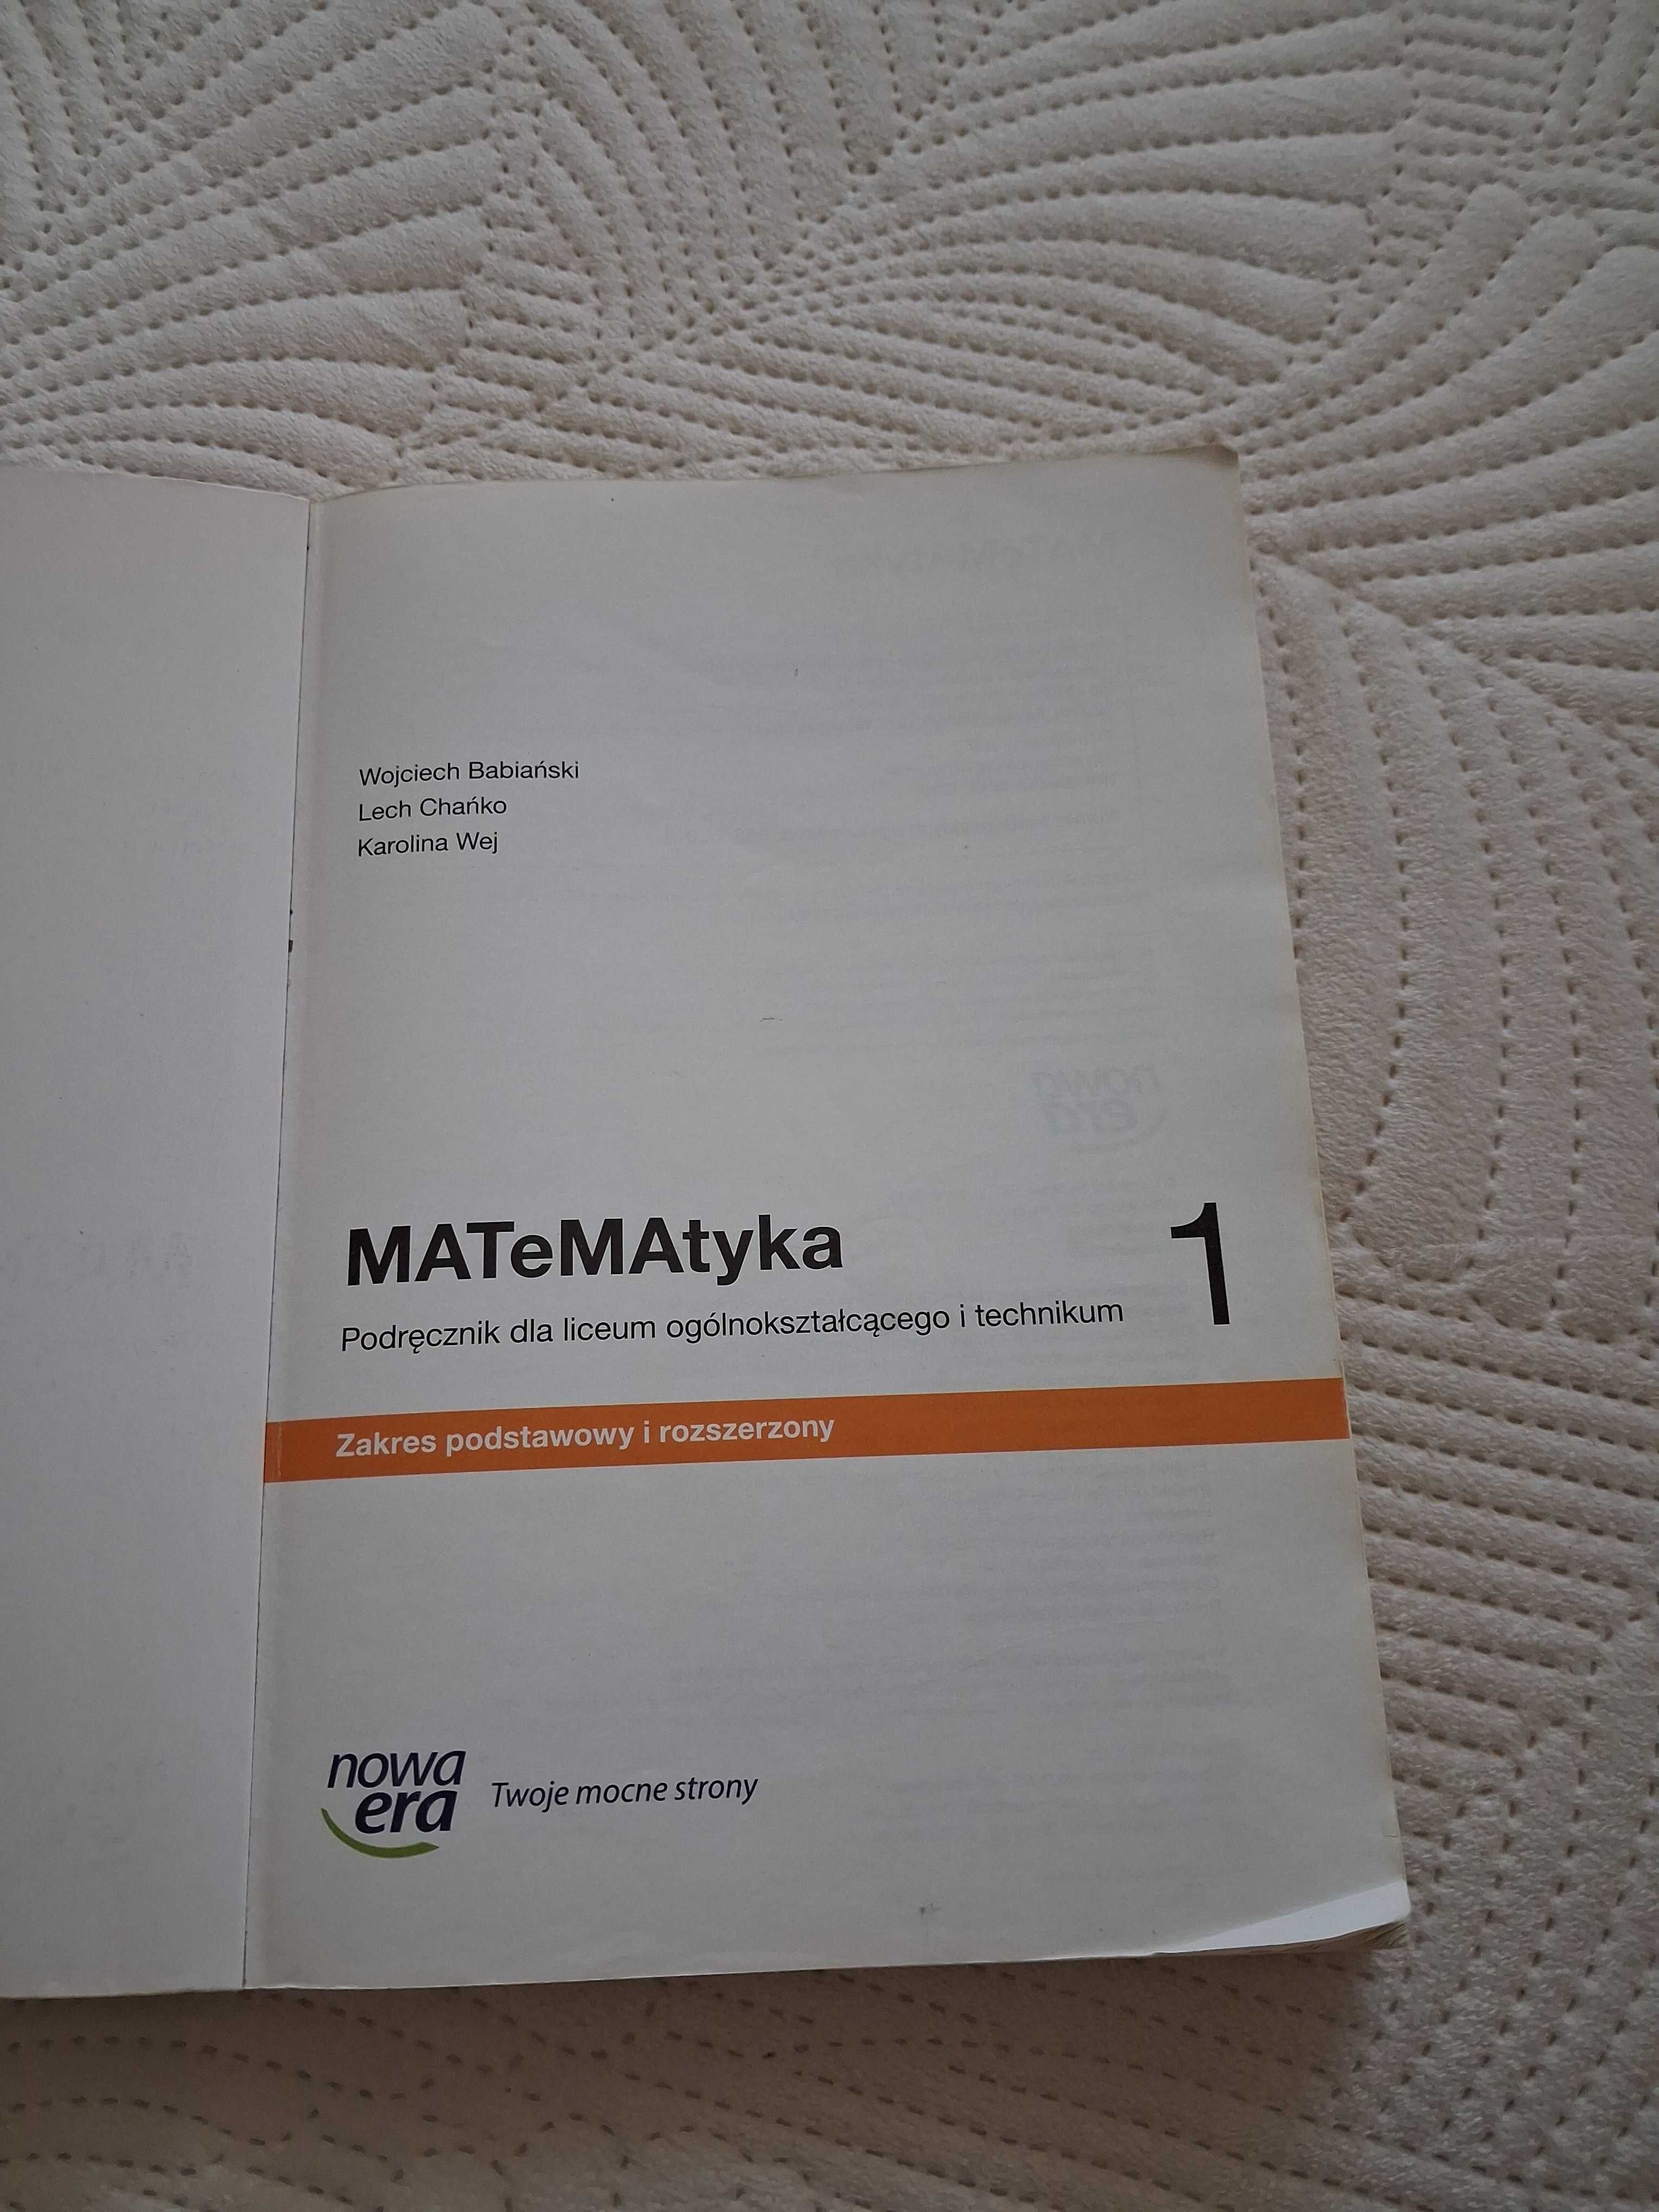 Wojciech Babiański
Lech Chańko
Karolina Wej
MATeMAtyka 1
Podręcznik dla liceum ogólnokształcącego i technikum
Zakres podstawowy i rozszerzony
nowa
era
Twoje mocne strony